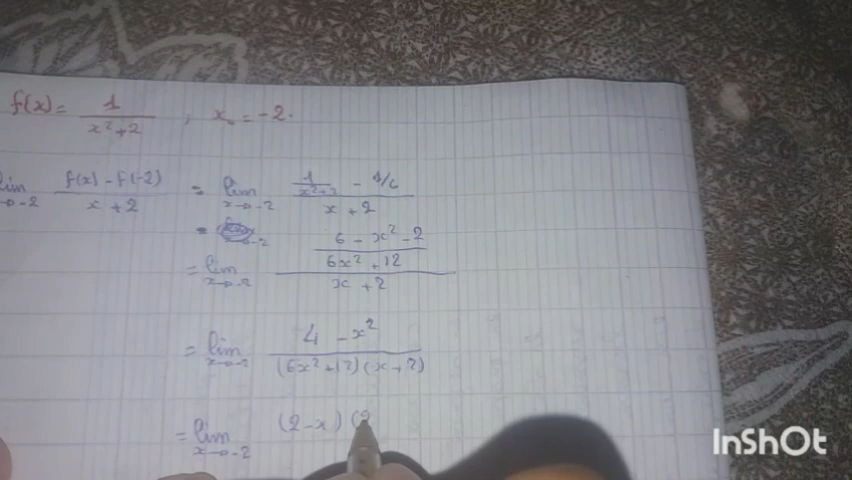 f(x) = 1/(x²+2) ; x₀ = -2.
lim x→-2 (f(x) - f(-2))/(x + 2) = lim x→-2 (1/(x²+2) - 1/6)/(x + 2)
=
= lim x→-2 ((6 - x² - 2)/(6x² + 12))/(x + 2)
= lim x→-2 (4 - x²)/((6x²+12)(x+2))
= lim x→-2 (2-x)(2
InShOt